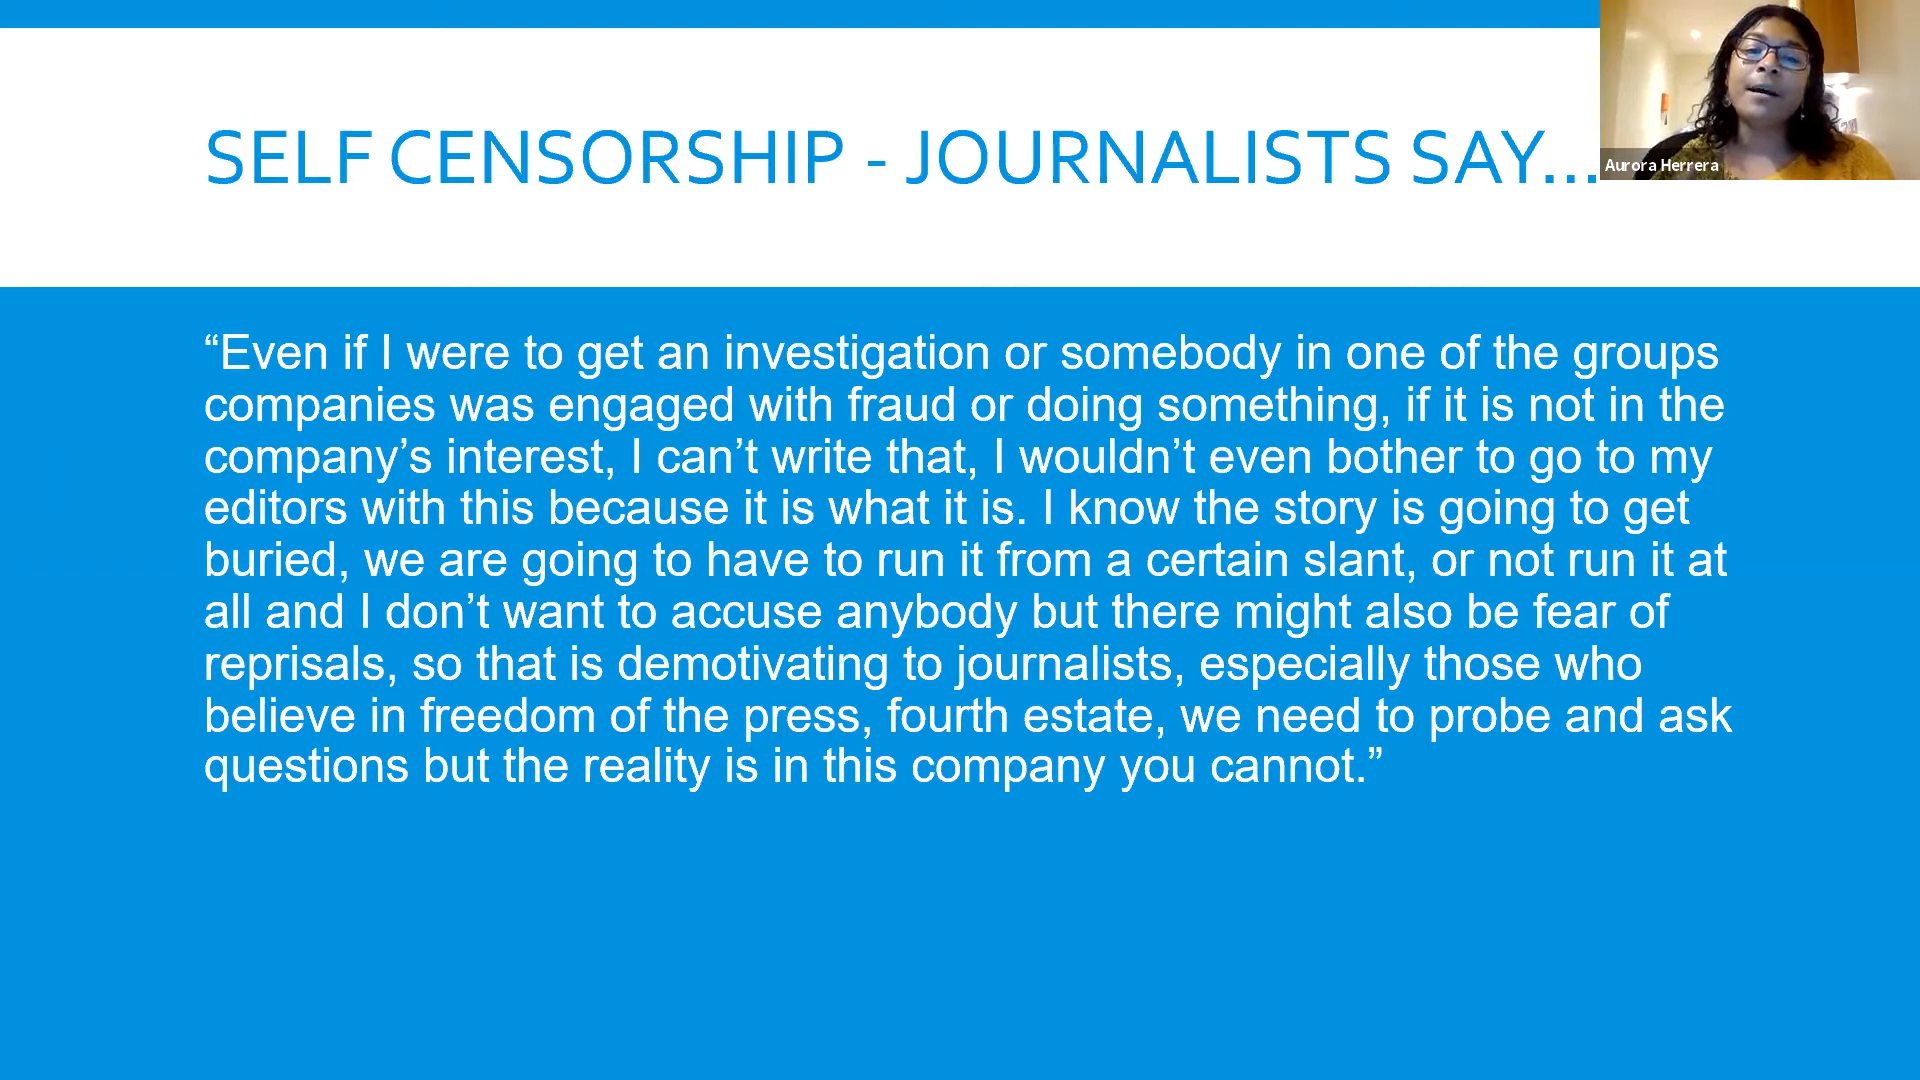 SELF CENSORSHIP - JOURNALISTS SAY...
Aurora Herrera
“Even if I were to get an investigation or somebody in one of the groups
companies was engaged with fraud or doing something, if it is not in the
company’s interest, I can’t write that, I wouldn’t even bother to go to my
editors with this because it is what it is. I know the story is going to get
buried, we are going to have to run it from a certain slant, or not run it at
all and I don’t want to accuse anybody but there might also be fear of
reprisals, so that is demotivating to journalists, especially those who
believe in freedom of the press, fourth estate, we need to probe and ask
questions but the reality is in this company you cannot.”